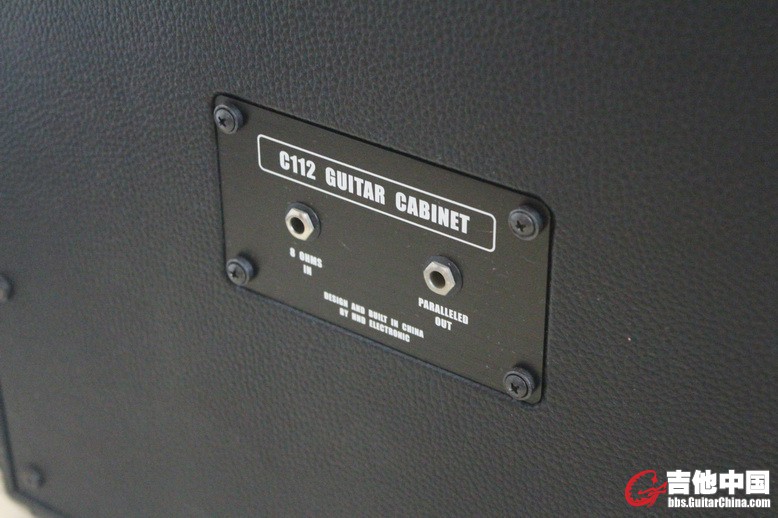 C112 GUITAR CABINET
8 OHMS
IN
PARALLELED
OUT
DESIGN AND BUILT IN CHINA
BY HND ELECTRONIC
吉他中国
bbs.GuitarChina.com